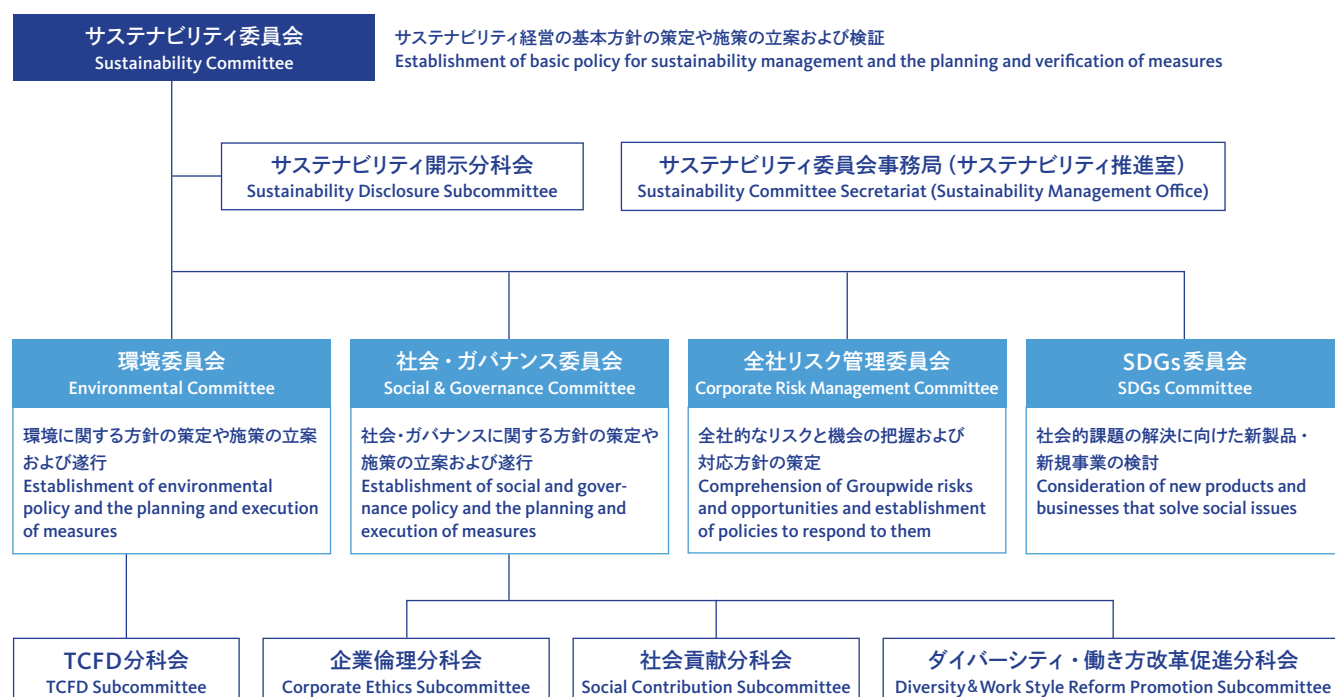 サステナビリティ委員会
Sustainability Committee
サステナビリティ経営の基本方針の策定や施策の立案および検証
Establishment of basic policy for sustainability management and the planning and verification of measures
サステナビリティ開示分科会
Sustainability Disclosure Subcommittee
サステナビリティ委員会事務局（サステナビリティ推進室）
Sustainability Committee Secretariat (Sustainability Management Office)
環境委員会
Environmental Committee
環境に関する方針の策定や施策の立案
および遂行
Establishment of environmental
policy and the planning and execution
of measures
社会・ガバナンス委員会
Social & Governance Committee
社会・ガバナンスに関する方針の策定や
施策の立案および遂行
Establishment of social and gover-
nance policy and the planning and
execution of measures
全社リスク管理委員会
Corporate Risk Management Committee
全社的なリスクと機会の把握および
対応方針の策定
Comprehension of Groupwide risks
and opportunities and establishment
of policies to respond to them
SDGs委員会
SDGs Committee
社会的課題の解決に向けた新製品・
新規事業の検討
Consideration of new products and
businesses that solve social issues
TCFD分科会
TCFD Subcommittee
企業倫理分科会
Corporate Ethics Subcommittee
社会貢献分科会
Social Contribution Subcommittee
ダイバーシティ・働き方改革促進分科会
Diversity&Work Style Reform Promotion Subcommittee